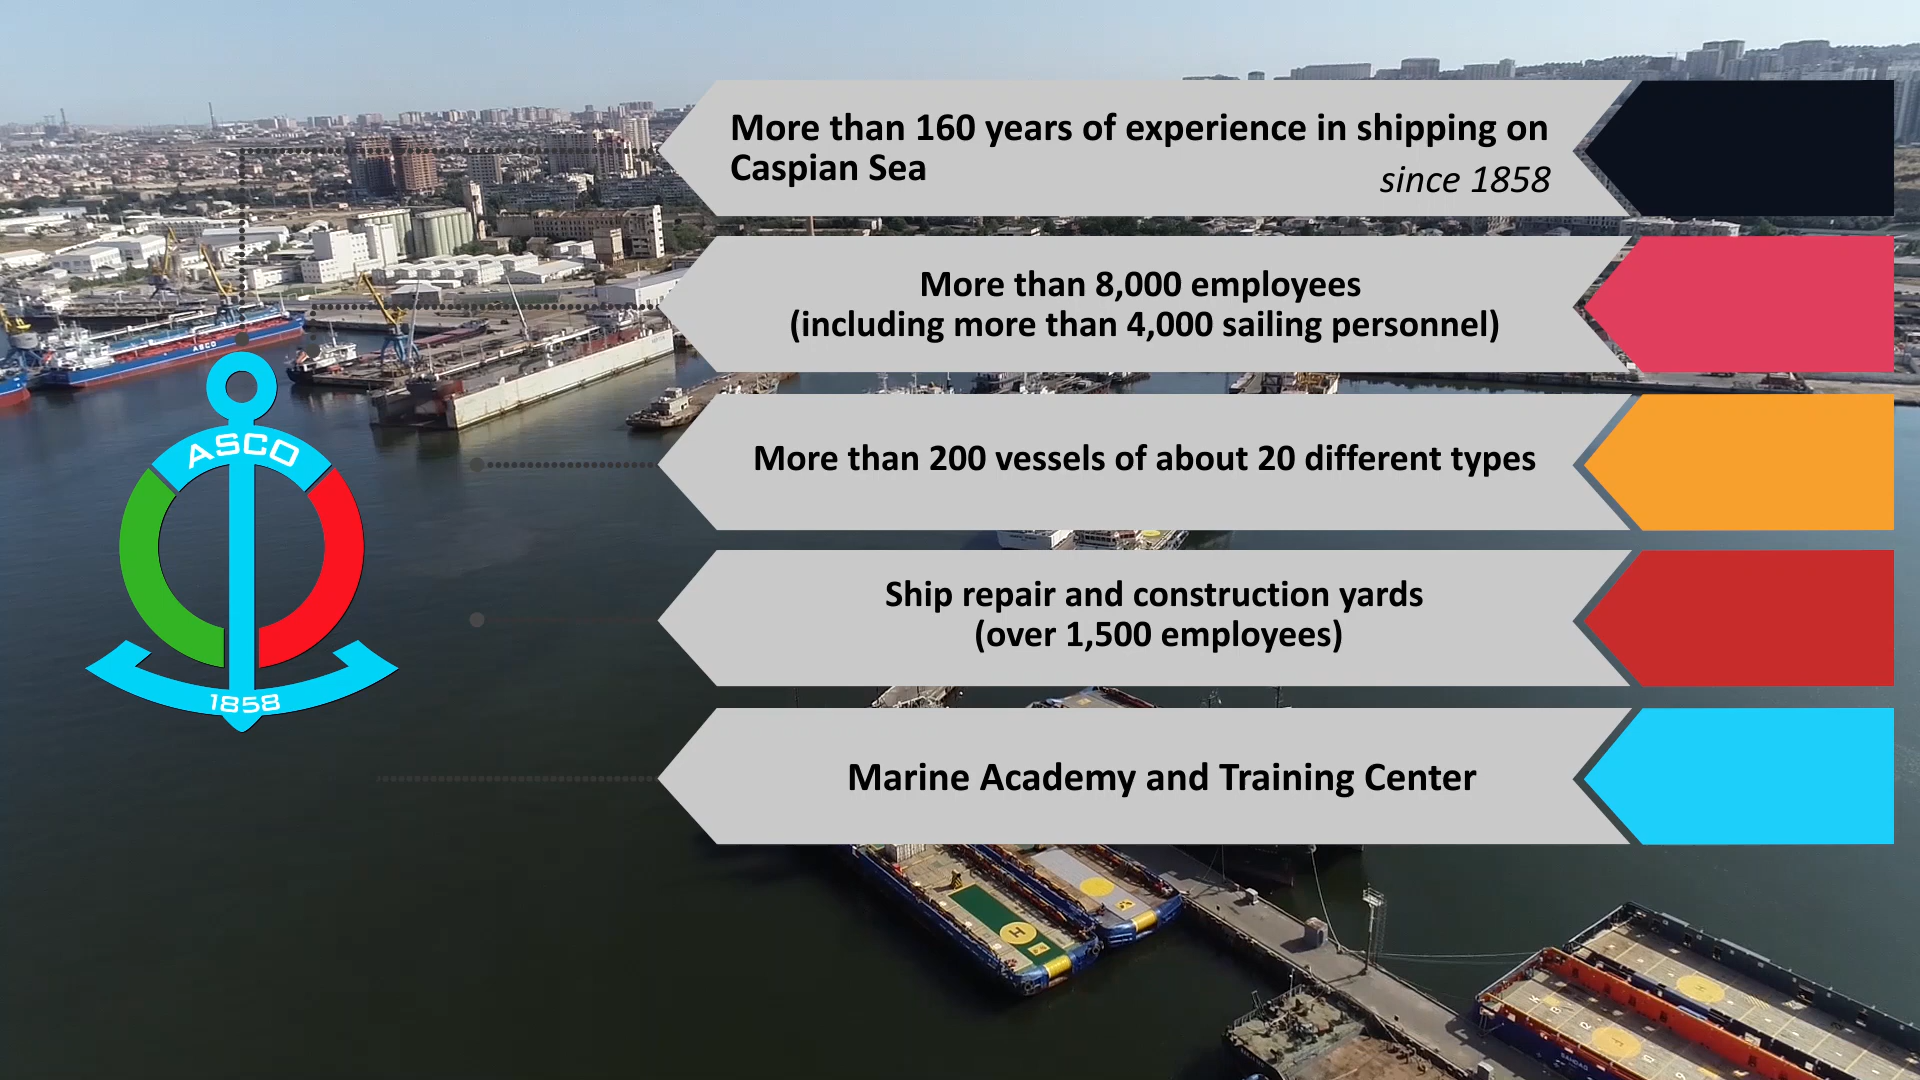 More than 160 years of experience in shipping on
Caspian Sea
since 1858
More than 8,000 employees
(including more than 4,000 sailing personnel)
ASCO
ASCO
More than 200 vessels of about 20 different types
Ship repair and construction yards
(over 1,500 employees)
1858
Marine Academy and Training Center
H
H